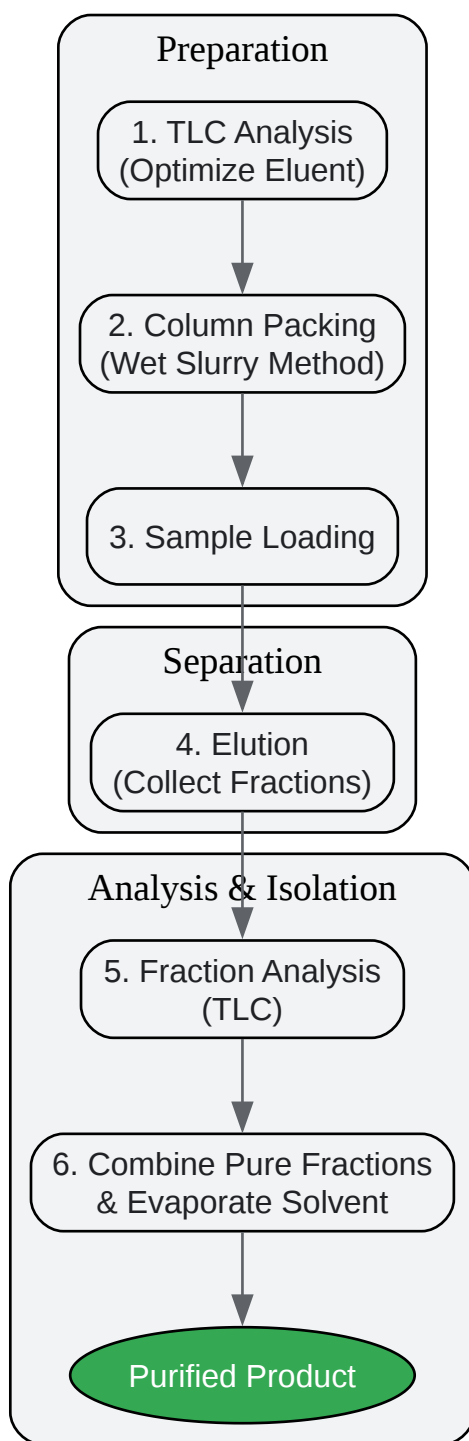 Preparation
1. TLC Analysis
(Optimize Eluent)
2. Column Packing
(Wet Slurry Method)
3. Sample Loading
Separation
4. Elution
(Collect Fractions)
Analysis & Isolation
5. Fraction Analysis
(TLC)
6. Combine Pure Fractions
& Evaporate Solvent
Purified Product